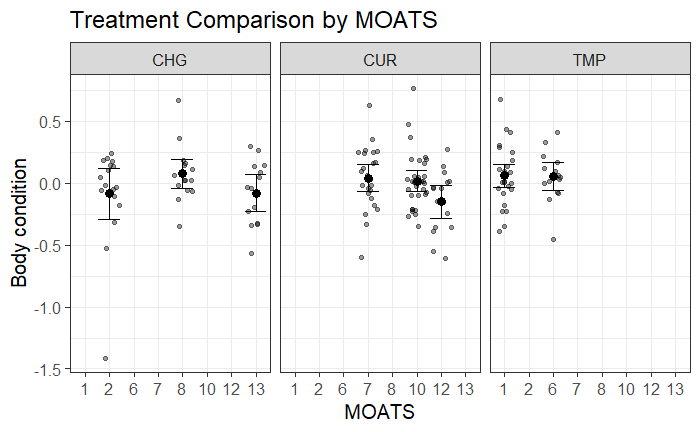 Treatment Comparison by MOATS
CHG CUR TMP
Body condition
0.5
0.0
-0.5
-1.0
-1.5
1 2 6 7 8 10 12 13 1 2 6 7 8 10 12 13 1 2 6 7 8 10 12 13
MOATS